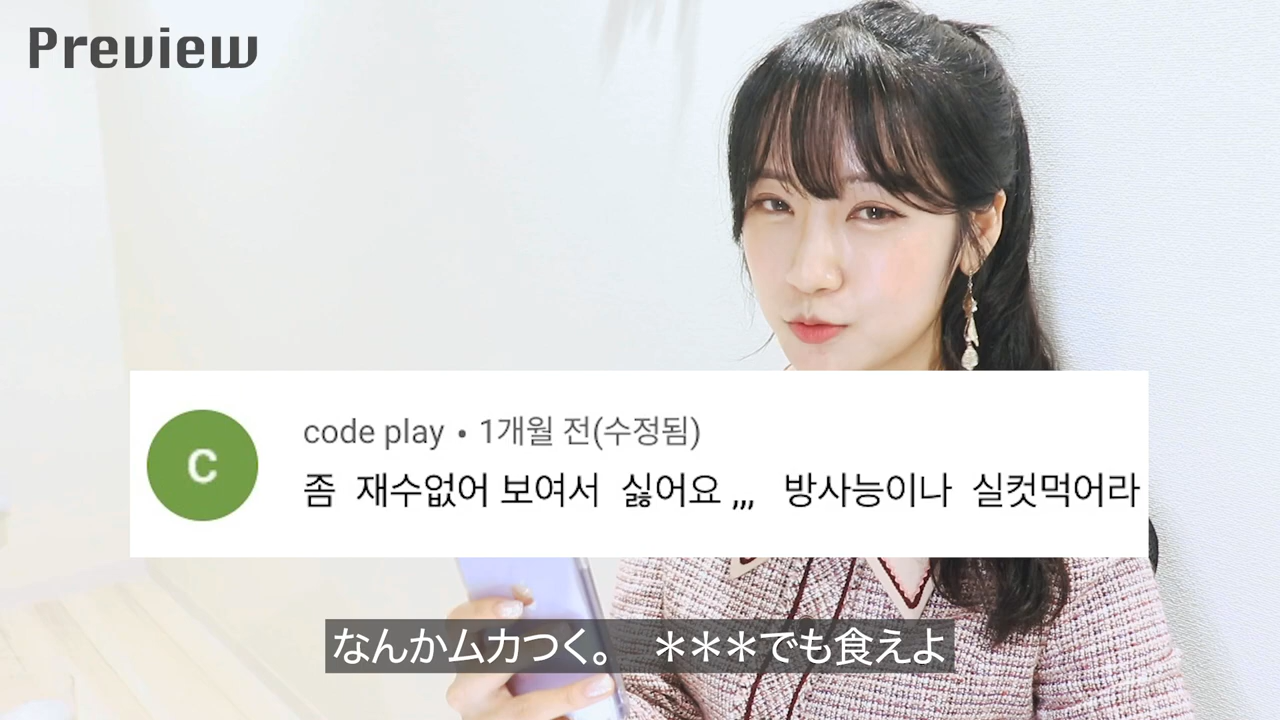 Preview
C
code play • 1개월 전(수정됨)
좀 재수없어 보여서 싫어요 ,,, 방사능이나 실컷먹어라
なんかムカつく。 ***でも食えよ